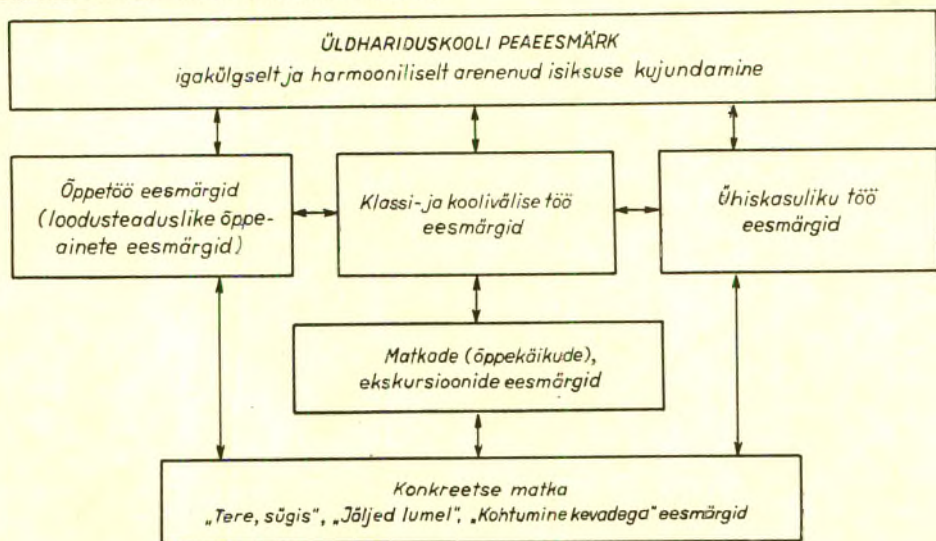 ÜLDHARIDUSKOOLI PEAEESMÄRK
igakülgselt ja harmooniliselt arenenud isiksuse kujundamine
Õppetöö eesmärgid
(loodusteaduslike õppe-
ainete eesmärgid)
Klassi- ja koolivälise töö
eesmärgid
Ühiskasuliku töö
eesmärgid
Matkade (õppekäikude),
ekskursioonide eesmärgid
Konkreetse matka
„Tere, sügis", „Jäljed lumel", „Kohtumine kevadega" eesmärgid